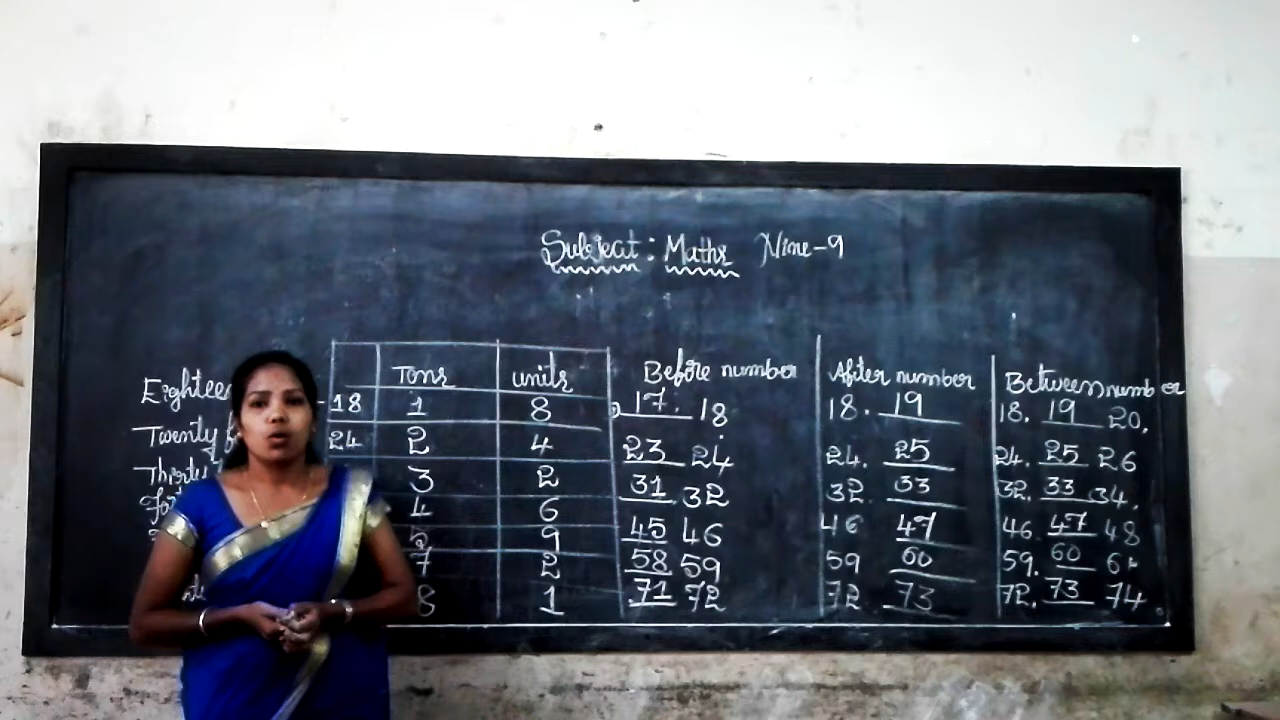 Subject: Maths Nine-9
Tons units Before number After number Between number
18 1 8 17. 18 18. 19 18. 19 20.
Twenty 24 2 4 23 24 24. 25 24. 25 26
3 2 31 32 32. 33 32. 33 34.
4 6 45 46 46 47 46 47 48
5 9 58 59 59 60 59. 60
7 2 71 72 72. 73 72. 73 74.
8 1